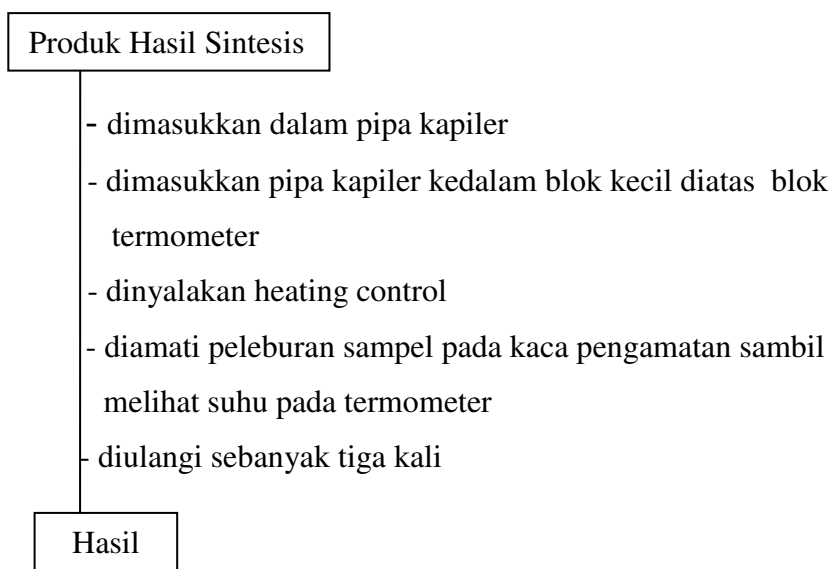 Produk Hasil Sintesis
- dimasukkan dalam pipa kapiler
- dimasukkan pipa kapiler kedalam blok kecil diatas blok
termometer
- dinyalakan heating control
- diamati peleburan sampel pada kaca pengamatan sambil
melihat suhu pada termometer
- diulangi sebanyak tiga kali
Hasil